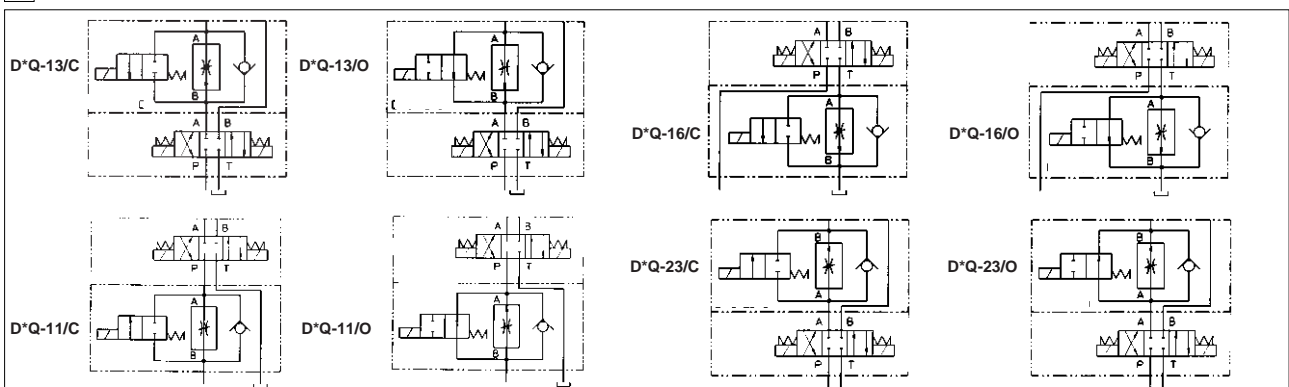 A
D*Q-13/C
B
A B
P T
A
D*Q-13/O
B
A B
P T
A B
P T
A
D*Q-16/C
B
A B
P T
A
D*Q-16/O
B
A B
P T
A
D*Q-11/C
B
A B
P T
A
D*Q-11/O
B
B
D*Q-23/C
A
A B
P T
B
D*Q-23/O
A
A B
P T